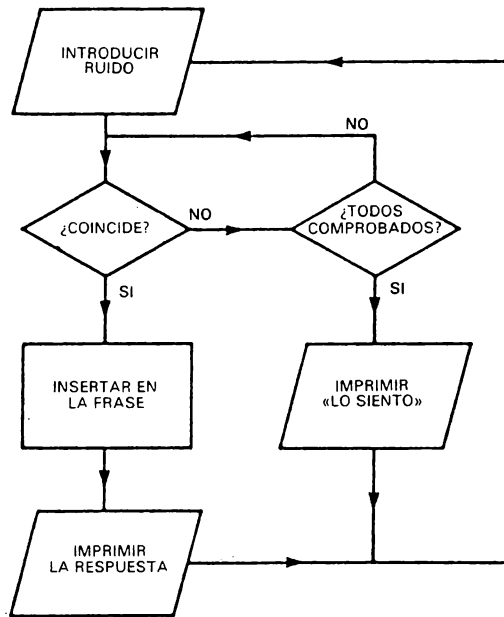 INTRODUCIR
RUIDO
NO
¿COINCIDE?
NO
¿TODOS
COMPROBADOS?
SI
SI
INSERTAR EN
LA FRASE
IMPRIMIR
«LO SIENTO»
IMPRIMIR
LA RESPUESTA